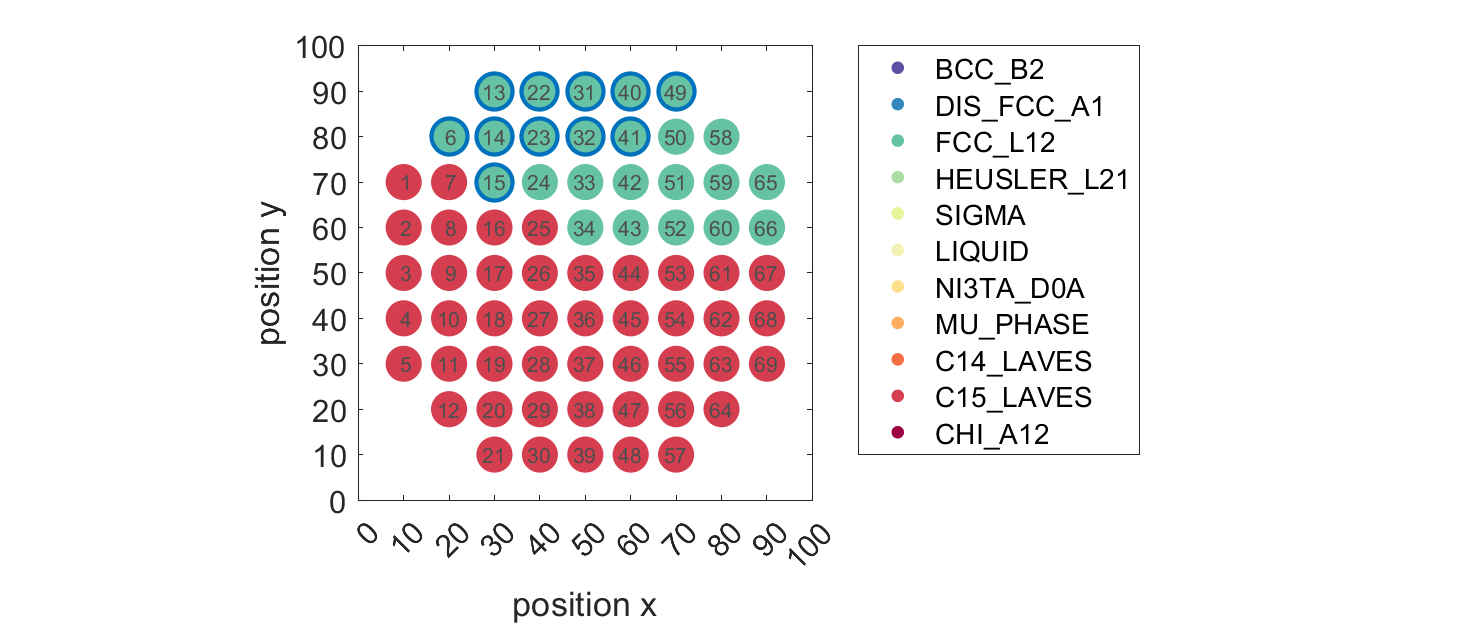 100
90
80
70
60
50
40
30
20
10
0
position y
13 22 31 40 49
6 14 23 32 41 50 58
1 7 15 24 33 42 51 59 65
2 8 16 25 34 43 52 60 66
3 9 17 26 35 44 53 61 67
4 10 18 27 36 45 54 62 68
5 11 19 28 37 46 55 63 69
12 20 29 38 47 56 64
21 30 39 48 57
0 10 20 30 40 50 60 70 80 90 100
position x
BCC_B2
DIS_FCC_A1
FCC_L12
HEUSLER_L21
SIGMA
LIQUID
NI3TA_D0A
MU_PHASE
C14_LAVES
C15_LAVES
CHI_A12